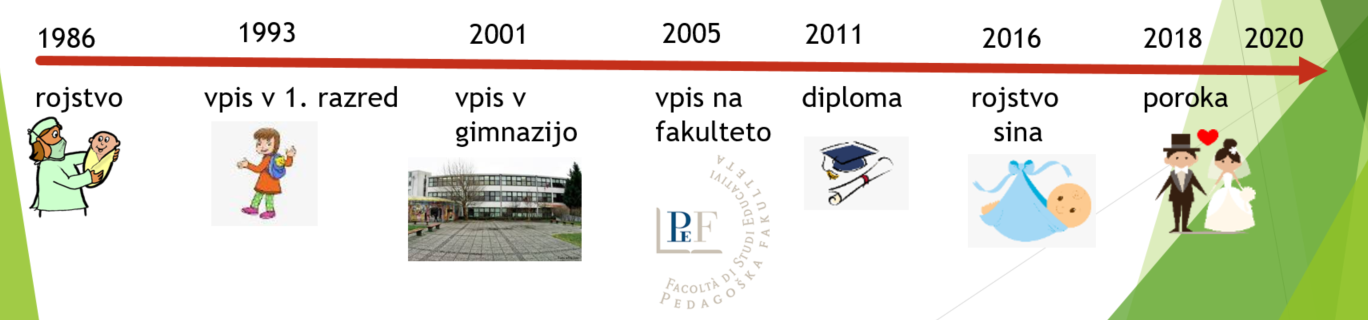 1986
1993
2001
2005
2011
2016
2018
2020
rojstvo
vpis v 1. razred
vpis v
gimnazijo
vpis na
fakulteto
diploma
rojstvo
sina
poroka
PEF
FACOLTÀ DI STUDI EDUCATIVI
PEDAGOŠKA FAKULTETA